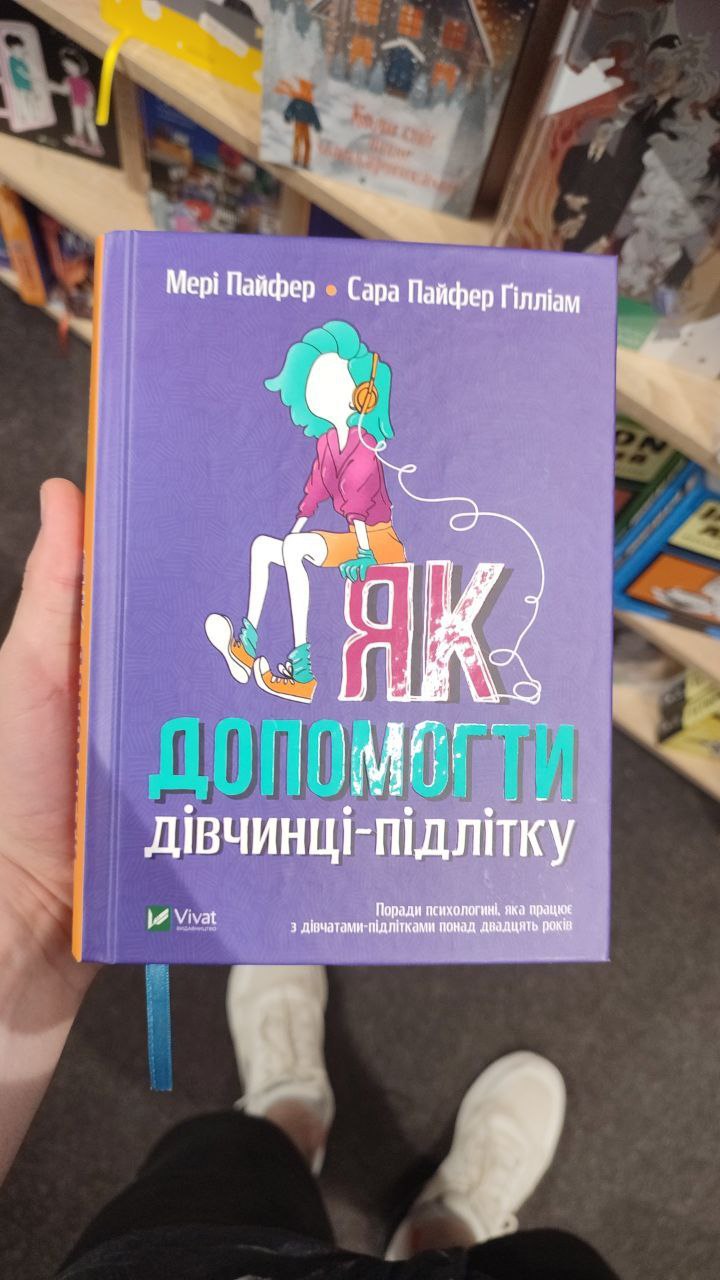 Мері Пайфер • Сара Пайфер Ґілліам
ЯК
ДОПОМОГТИ
дівчинці-підлітку
Vivat
ВИДАВНИЦТВО
Поради психологині, яка працює
з дівчатами-підлітками понад двадцять років